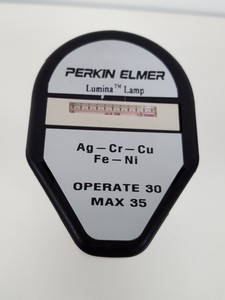 PERKIN ELMER
Lumina™ Lamp
Ag–Cr–Cu
Fe–Ni
OPERATE 30
MAX 35